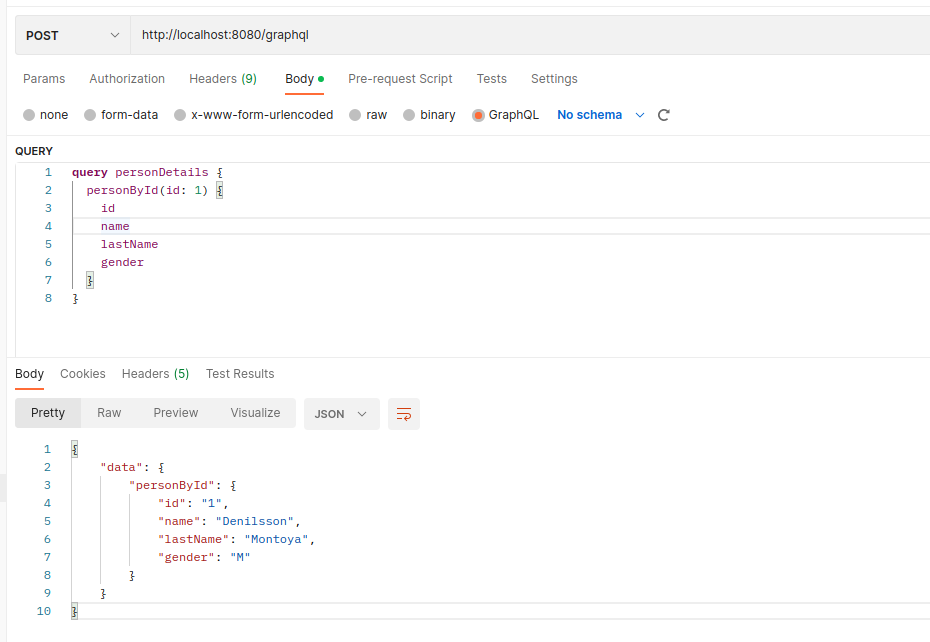 POST http://localhost:8080/graphql
Params Authorization Headers (9) Body Pre-request Script Tests Settings
none form-data x-www-form-urlencoded raw binary GraphQL No schema
QUERY
1 query personDetails {
2   personById(id: 1) {
3     id
4     name
5     lastName
6     gender
7   }
8 }
Body Cookies Headers (5) Test Results
Pretty Raw Preview Visualize JSON
1 {
2     "data": {
3         "personById": {
4             "id": "1",
5             "name": "Denilsson",
6             "lastName": "Montoya",
7             "gender": "M"
8         }
9     }
10 }